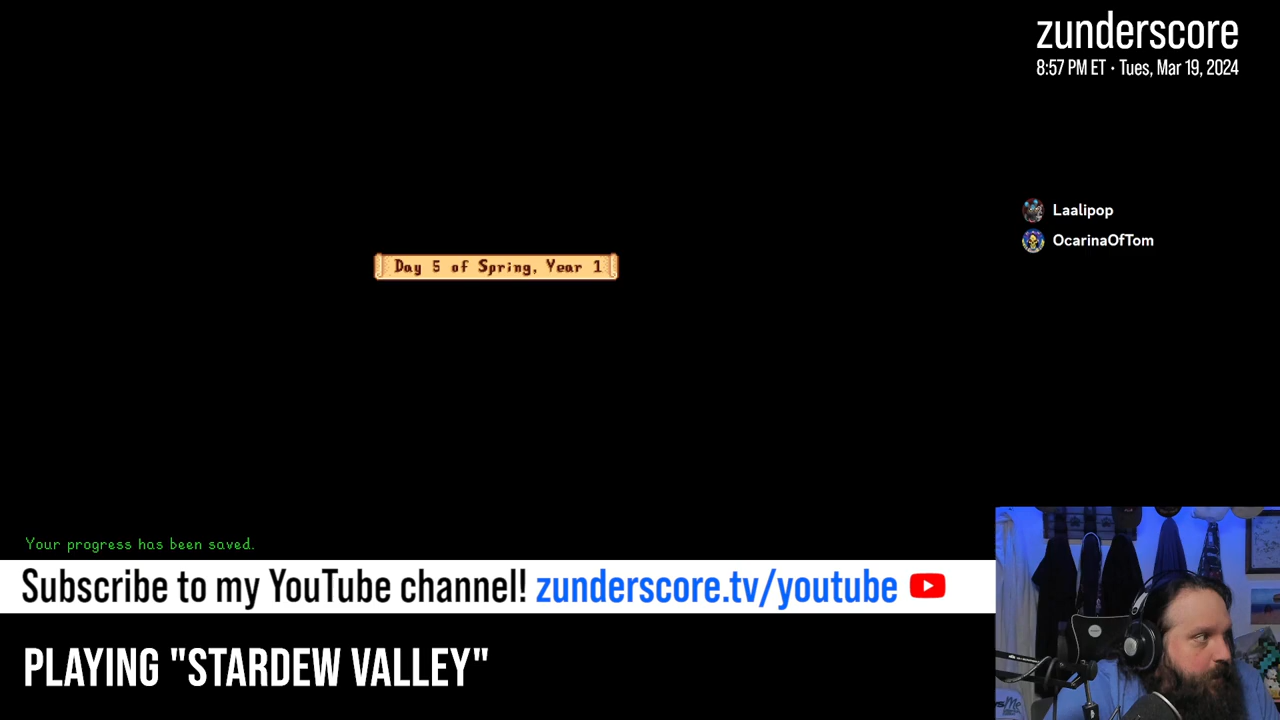 zunderscore
8:57 PM ET · Tues, Mar 19, 2024
Laalipop
OcarinaOfTom
Day 5 of Spring, Year 1
Your progress has been saved.
Subscribe to my YouTube channel! zunderscore.tv/youtube
PLAYING "STARDEW VALLEY"